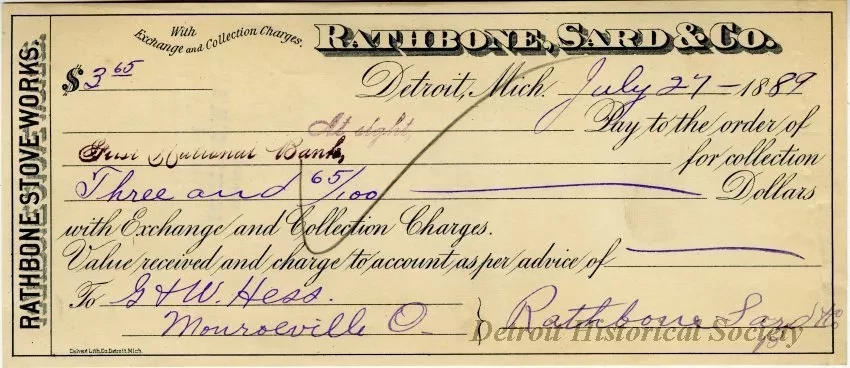 RATHBONE STOVE WORKS.
With
Exchange and Collection Charges.
RATHBONE, SARD & CO.
$ 3 65
Detroit, Mich. July 27 - 1889
At sight, Pay to the order of
First National Bank, for collection
Three and 65/100 Dollars
with Exchange and Collection Charges.
Value received and charge to account as per advice of
To G & W. Hess.
Monroeville O.
Rathbone Sard & Co
Calvert Lith. Co. Detroit, Mich.
Detroit Historical Society